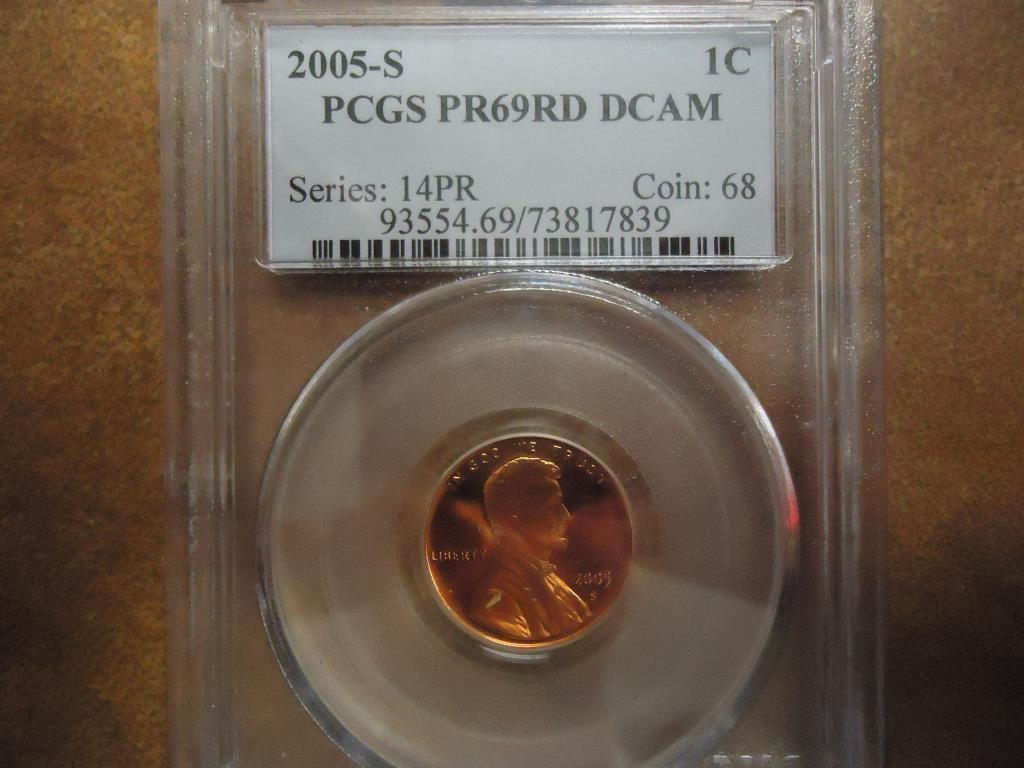 2005-S 1C
PCGS PR69RD DCAM
Series: 14PR Coin: 68
93554.69/73817839
IN GOD WE TRUST
LIBERTY
2005
S